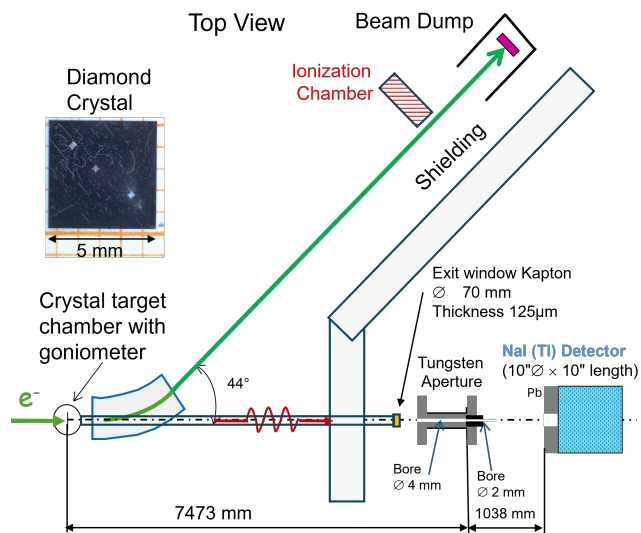 Top View
Beam Dump
Ionization
Chamber
Diamond
Crystal
Shielding
5 mm
Crystal target
chamber with
goniometer
Exit window Kapton
∅ 70 mm
Thickness 125µm
NaI (Tl) Detector
(10"∅ × 10" length)
Tungsten
Aperture
Pb
44°
e⁻
Bore
∅ 4 mm
Bore
∅ 2 mm
7473 mm
1038 mm